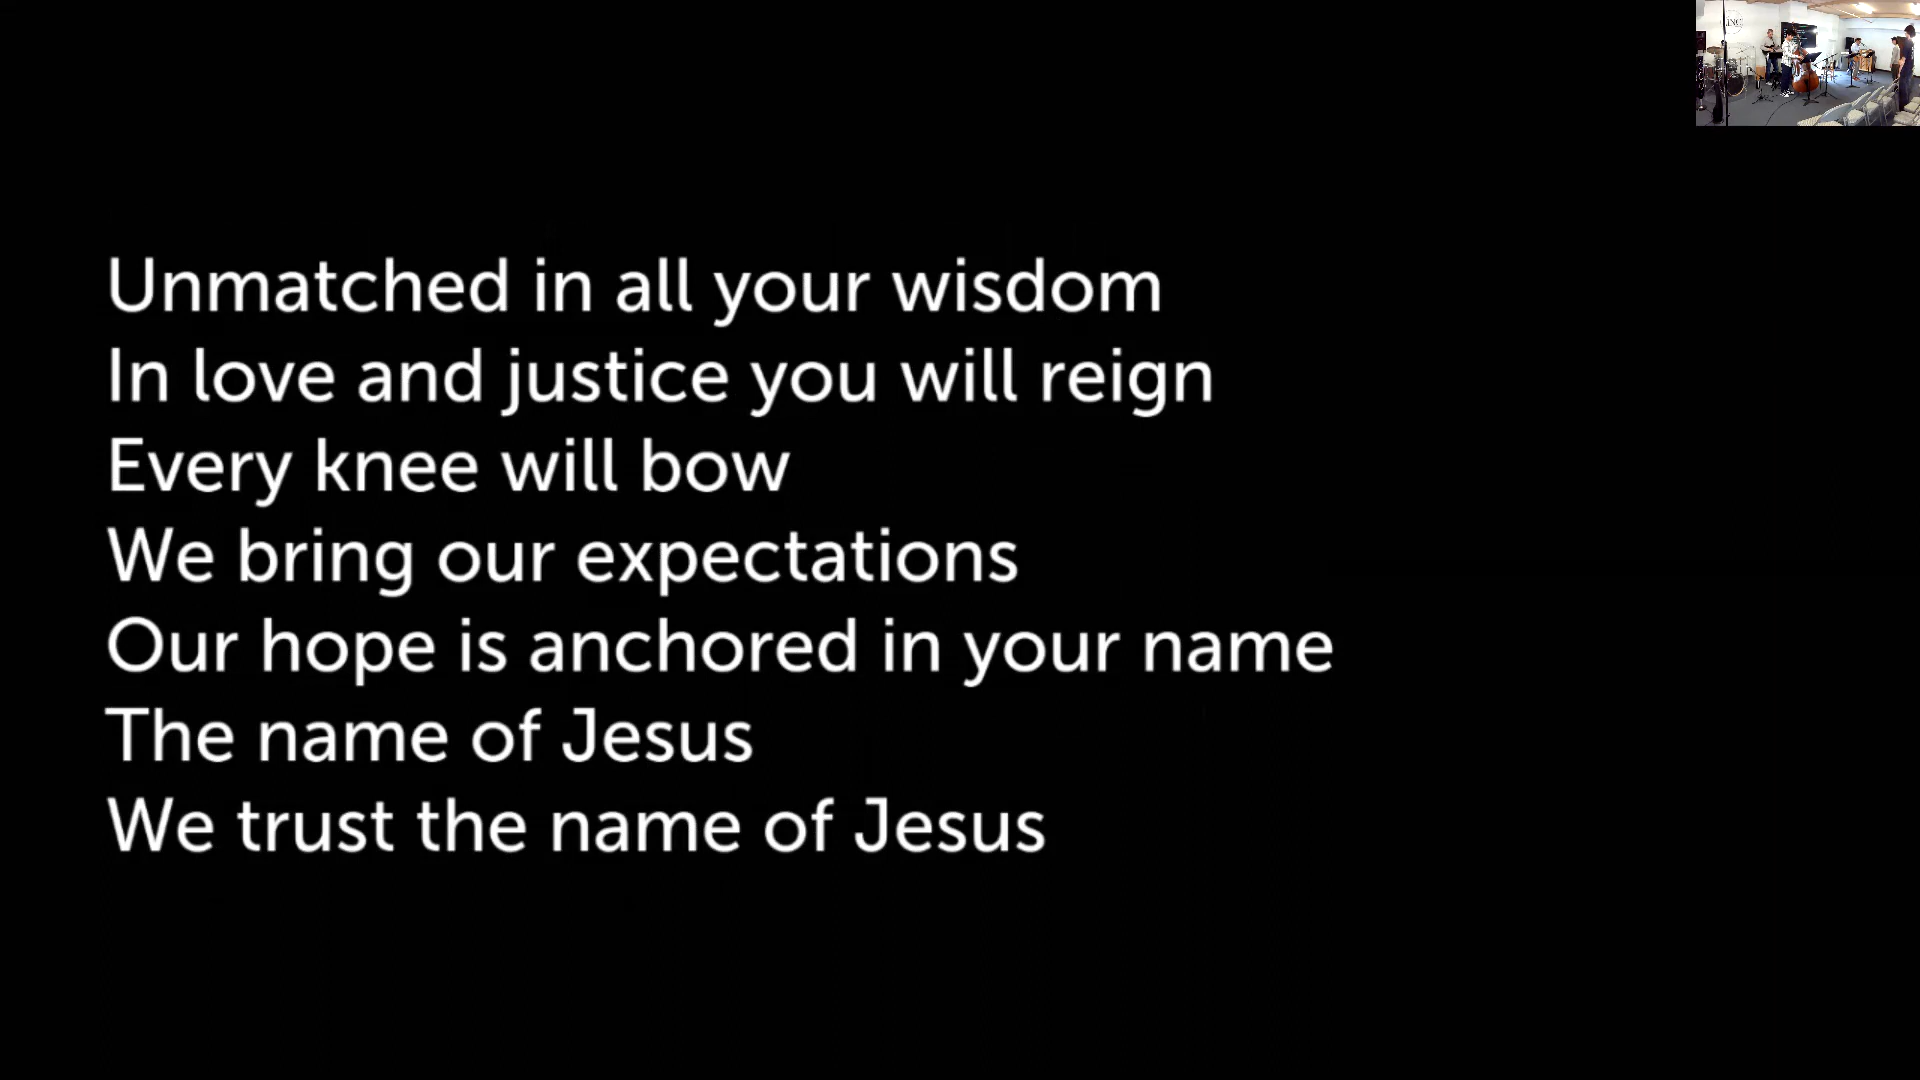 Unmatched in all your wisdom
In love and justice you will reign
Every knee will bow
We bring our expectations
Our hope is anchored in your name
The name of Jesus
We trust the name of Jesus